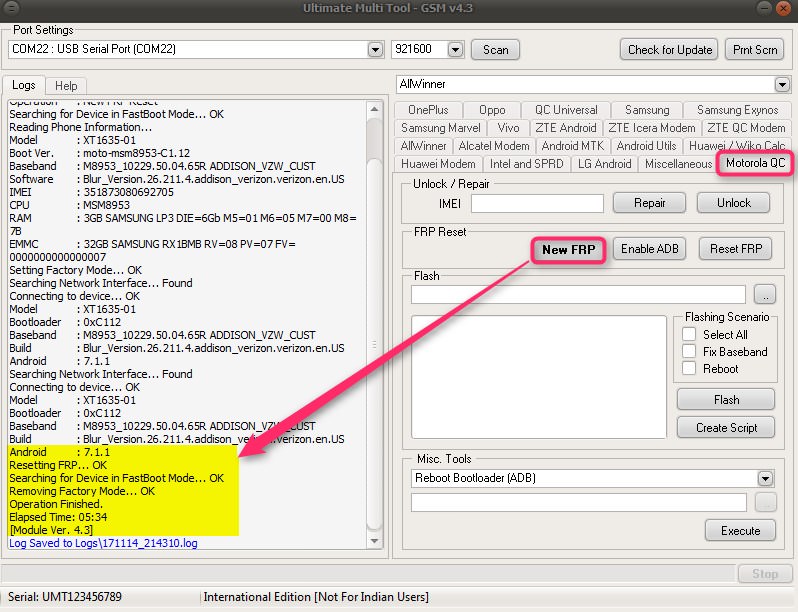 Ultimate Multi Tool - GSM v4.3
Port Settings
COM22 : USB Serial Port (COM22)
921600
Scan
Check for Update
Prnt Scrn
Logs
Help
Operation : New FRP Reset
Searching for Device in FastBoot Mode... OK
Reading Phone Information...
Model : XT1635-01
Boot Ver. : moto-msm8953-C1.12
Baseband : M8953_10229.50.04.65R ADDISON_VZW_CUST
Software : Blur_Version.26.211.4.addison_verizon.verizon.en.US
IMEI : 351873080692705
CPU : MSM8953
RAM : 3GB SAMSUNG LP3 DIE=6Gb M5=01 M6=05 M7=00 M8=
7B
EMMC : 32GB SAMSUNG RX1BMB RV=08 PV=07 FV=
0000000000000007
Setting Factory Mode... OK
Searching Network Interface... Found
Connecting to device... OK
Model : XT1635-01
Bootloader : 0xC112
Baseband : M8953_10229.50.04.65R ADDISON_VZW_CUST
Build : Blur_Version.26.211.4.addison_verizon.verizon.en.US
Android : 7.1.1
Searching Network Interface... Found
Connecting to device... OK
Model : XT1635-01
Bootloader : 0xC112
Baseband : M8953_10229.50.04.65R ADDISON_VZW_CUST
Build : Blur_Version.26.211.4.addison_verizon.verizon.en.US
Android : 7.1.1
Resetting FRP... OK
Searching for Device in FastBoot Mode... OK
Removing Factory Mode... OK
Operation Finished.
Elapsed Time: 05:34
[Module Ver. 4.3]
Log Saved to Logs\171114_214310.log
AllWinner
OnePlus Oppo QC Universal Samsung Samsung Exynos
Samsung Marvel Vivo ZTE Android ZTE Icera Modem ZTE QC Modem
AllWinner Alcatel Modem Android MTK Android Utils Huawei / Wiko Calc
Huawei Modem Intel and SPRD LG Android Miscellaneous Motorola QC
Unlock / Repair
IMEI
Repair
Unlock
FRP Reset
New FRP
Enable ADB
Reset FRP
Flash
..
Flashing Scenario
Select All
Fix Baseband
Reboot
Flash
Create Script
Misc. Tools
Reboot Bootloader (ADB)
..
Execute
Stop
Serial: UMT123456789
International Edition [Not For Indian Users]